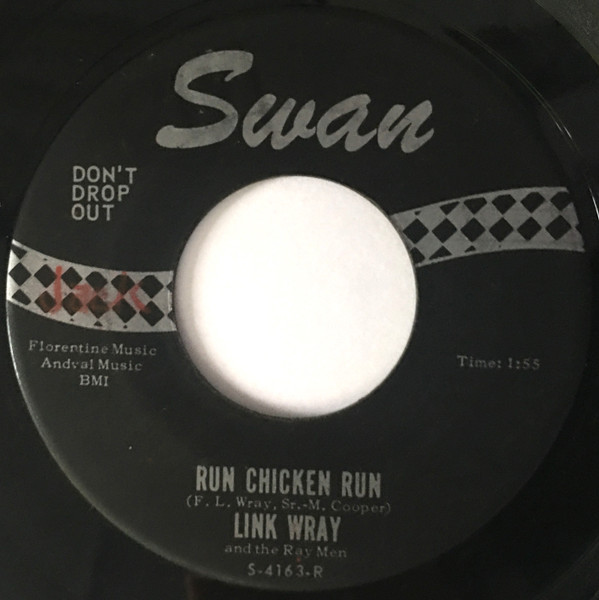 Swan
DON'T
DROP
OUT
Jack
Florentine Music
Andval Music
BMI
Time: 1:55
RUN CHICKEN RUN
(F. L. Wray, Sr.-M. Cooper)
LINK WRAY
and the Ray Men
S-4163-R